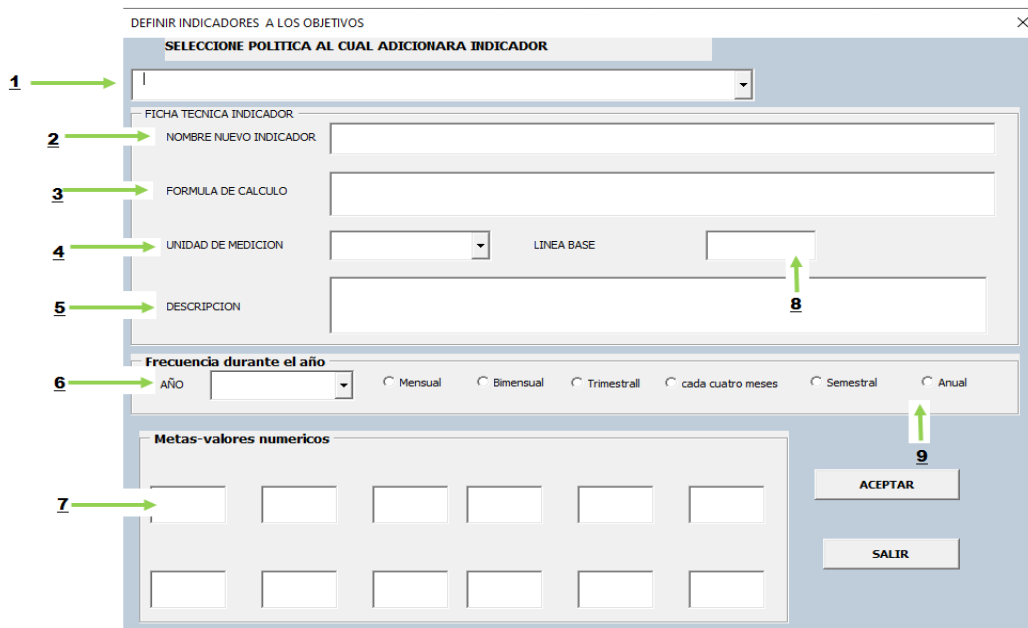 DEFINIR INDICADORES A LOS OBJETIVOS
SELECCIONE POLITICA AL CUAL ADICIONARA INDICADOR
1
FICHA TECNICA INDICADOR
2 NOMBRE NUEVO INDICADOR
3 FORMULA DE CALCULO
4 UNIDAD DE MEDICION LINEA BASE
8
5 DESCRIPCION
Frecuencia durante el año
6 AÑO Mensual Bimensual Trimestrall cada cuatro meses Semestral Anual
9
Metas-valores numericos
7
ACEPTAR
SALIR